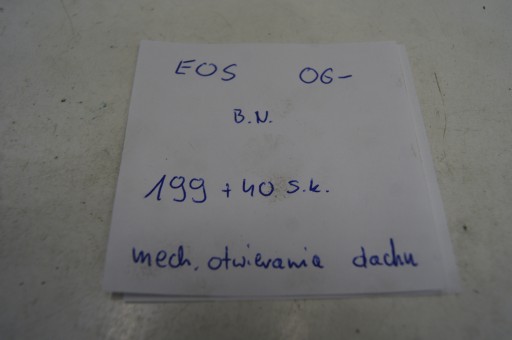 EOS 06-
B.N.
199 + 40 s.k.
mech. otwierania dachu